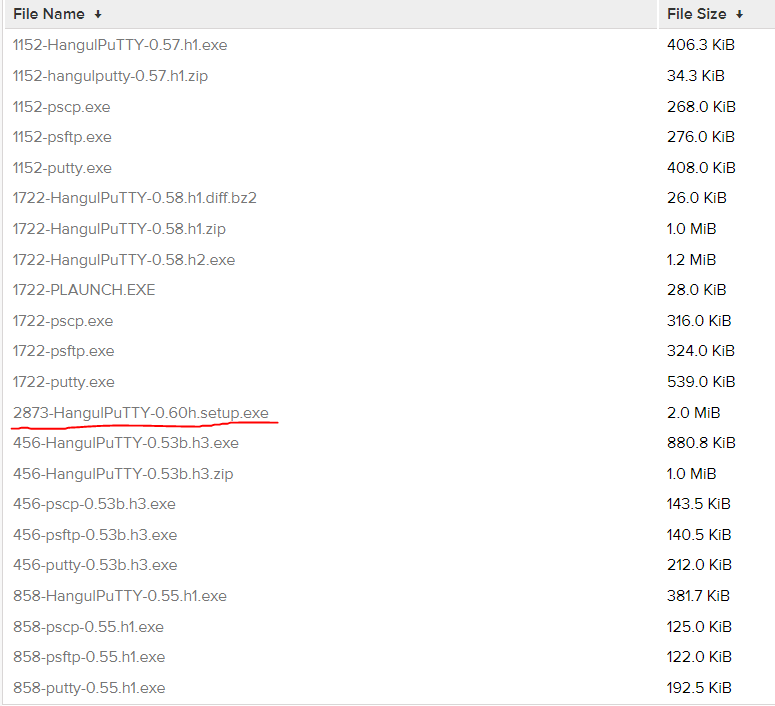 File Name ↓ File Size ↓
1152-HangulPuTTY-0.57.h1.exe 406.3 KiB
1152-hangulputty-0.57.h1.zip 34.3 KiB
1152-pscp.exe 268.0 KiB
1152-psftp.exe 276.0 KiB
1152-putty.exe 408.0 KiB
1722-HangulPuTTY-0.58.h1.diff.bz2 26.0 KiB
1722-HangulPuTTY-0.58.h1.zip 1.0 MiB
1722-HangulPuTTY-0.58.h2.exe 1.2 MiB
1722-PLAUNCH.EXE 28.0 KiB
1722-pscp.exe 316.0 KiB
1722-psftp.exe 324.0 KiB
1722-putty.exe 539.0 KiB
2873-HangulPuTTY-0.60h.setup.exe 2.0 MiB
456-HangulPuTTY-0.53b.h3.exe 880.8 KiB
456-HangulPuTTY-0.53b.h3.zip 1.0 MiB
456-pscp-0.53b.h3.exe 143.5 KiB
456-psftp-0.53b.h3.exe 140.5 KiB
456-putty-0.53b.h3.exe 212.0 KiB
858-HangulPuTTY-0.55.h1.exe 381.7 KiB
858-pscp-0.55.h1.exe 125.0 KiB
858-psftp-0.55.h1.exe 122.0 KiB
858-putty-0.55.h1.exe 192.5 KiB